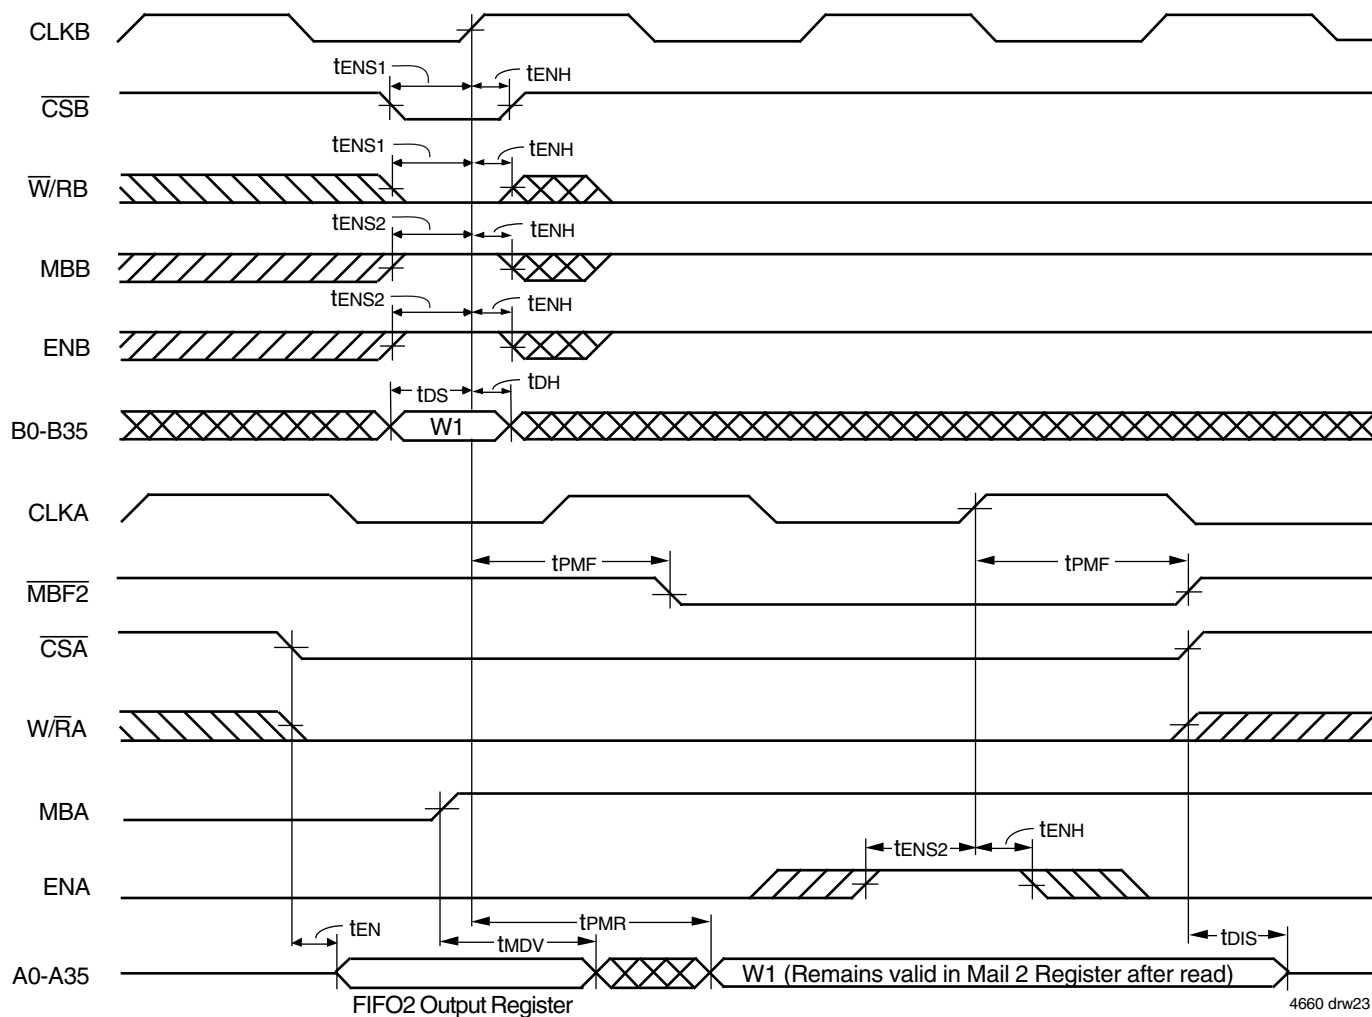 CLKB
tENS1
tENH
CSB
tENS1
tENH
W/RB
tENS2
tENH
MBB
tENS2
tENH
ENB
tDS
tDH
B0-B35
W1
CLKA
tPMF
tPMF
MBF2
CSA
W/RA
MBA
tENS2
tENH
ENA
tEN
tMDV
tPMR
tDIS
A0-A35
W1 (Remains valid in Mail 2 Register after read)
FIFO2 Output Register
4660 drw23